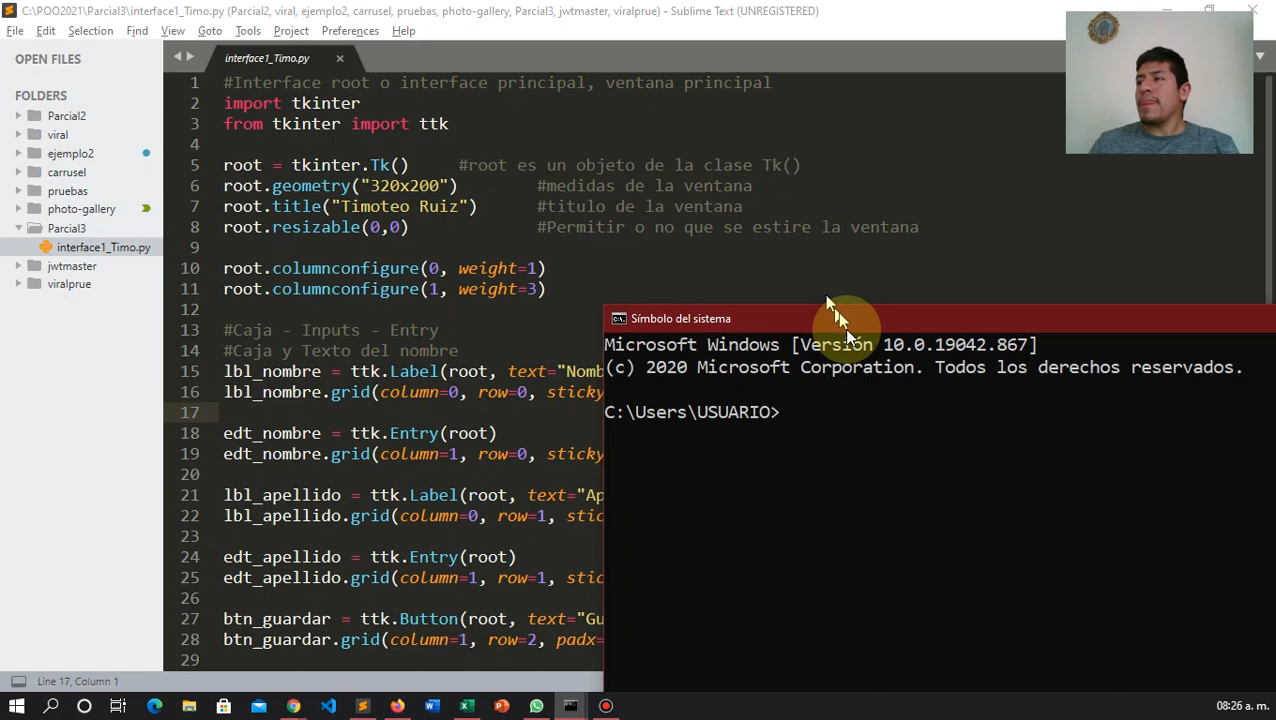 C:\POO2021\Parcial3\interface1_Timo.py (Parcial2, viral, ejemplo2, carrusel, pruebas, photo-gallery, Parcial3, jwtmaster, viralprue) - Sublime Text (UNREGISTERED)
File Edit Selection Find View Goto Tools Project Preferences Help
OPEN FILES
FOLDERS
Parcial2
viral
ejemplo2
carrusel
pruebas
photo-gallery
Parcial3
interface1_Timo.py
jwtmaster
viralprue
interface1_Timo.py
1 #Interface root o interface principal, ventana principal
2 import tkinter
3 from tkinter import ttk
4
5 root = tkinter.Tk() #root es un objeto de la clase Tk()
6 root.geometry("320x200") #medidas de la ventana
7 root.title("Timoteo Ruiz") #titulo de la ventana
8 root.resizable(0,0) #Permitir o no que se estire la ventana
9
10 root.columnconfigure(0, weight=1)
11 root.columnconfigure(1, weight=3)
12
13 #Caja - Inputs - Entry
14 #Caja y Texto del nombre
15 lbl_nombre = ttk.Label(root, text="Nomb
16 lbl_nombre.grid(column=0, row=0, sticky
17
18 edt_nombre = ttk.Entry(root)
19 edt_nombre.grid(column=1, row=0, sticky
20
21 lbl_apellido = ttk.Label(root, text="Ap
22 lbl_apellido.grid(column=0, row=1, stic
23
24 edt_apellido = ttk.Entry(root)
25 edt_apellido.grid(column=1, row=1, stic
26
27 btn_guardar = ttk.Button(root, text="Gu
28 btn_guardar.grid(column=1, row=2, padx=
29
Símbolo del sistema
Microsoft Windows [Versión 10.0.19042.867]
(c) 2020 Microsoft Corporation. Todos los derechos reservados.
C:\Users\USUARIO>
Line 17, Column 1
08:26 a. m.